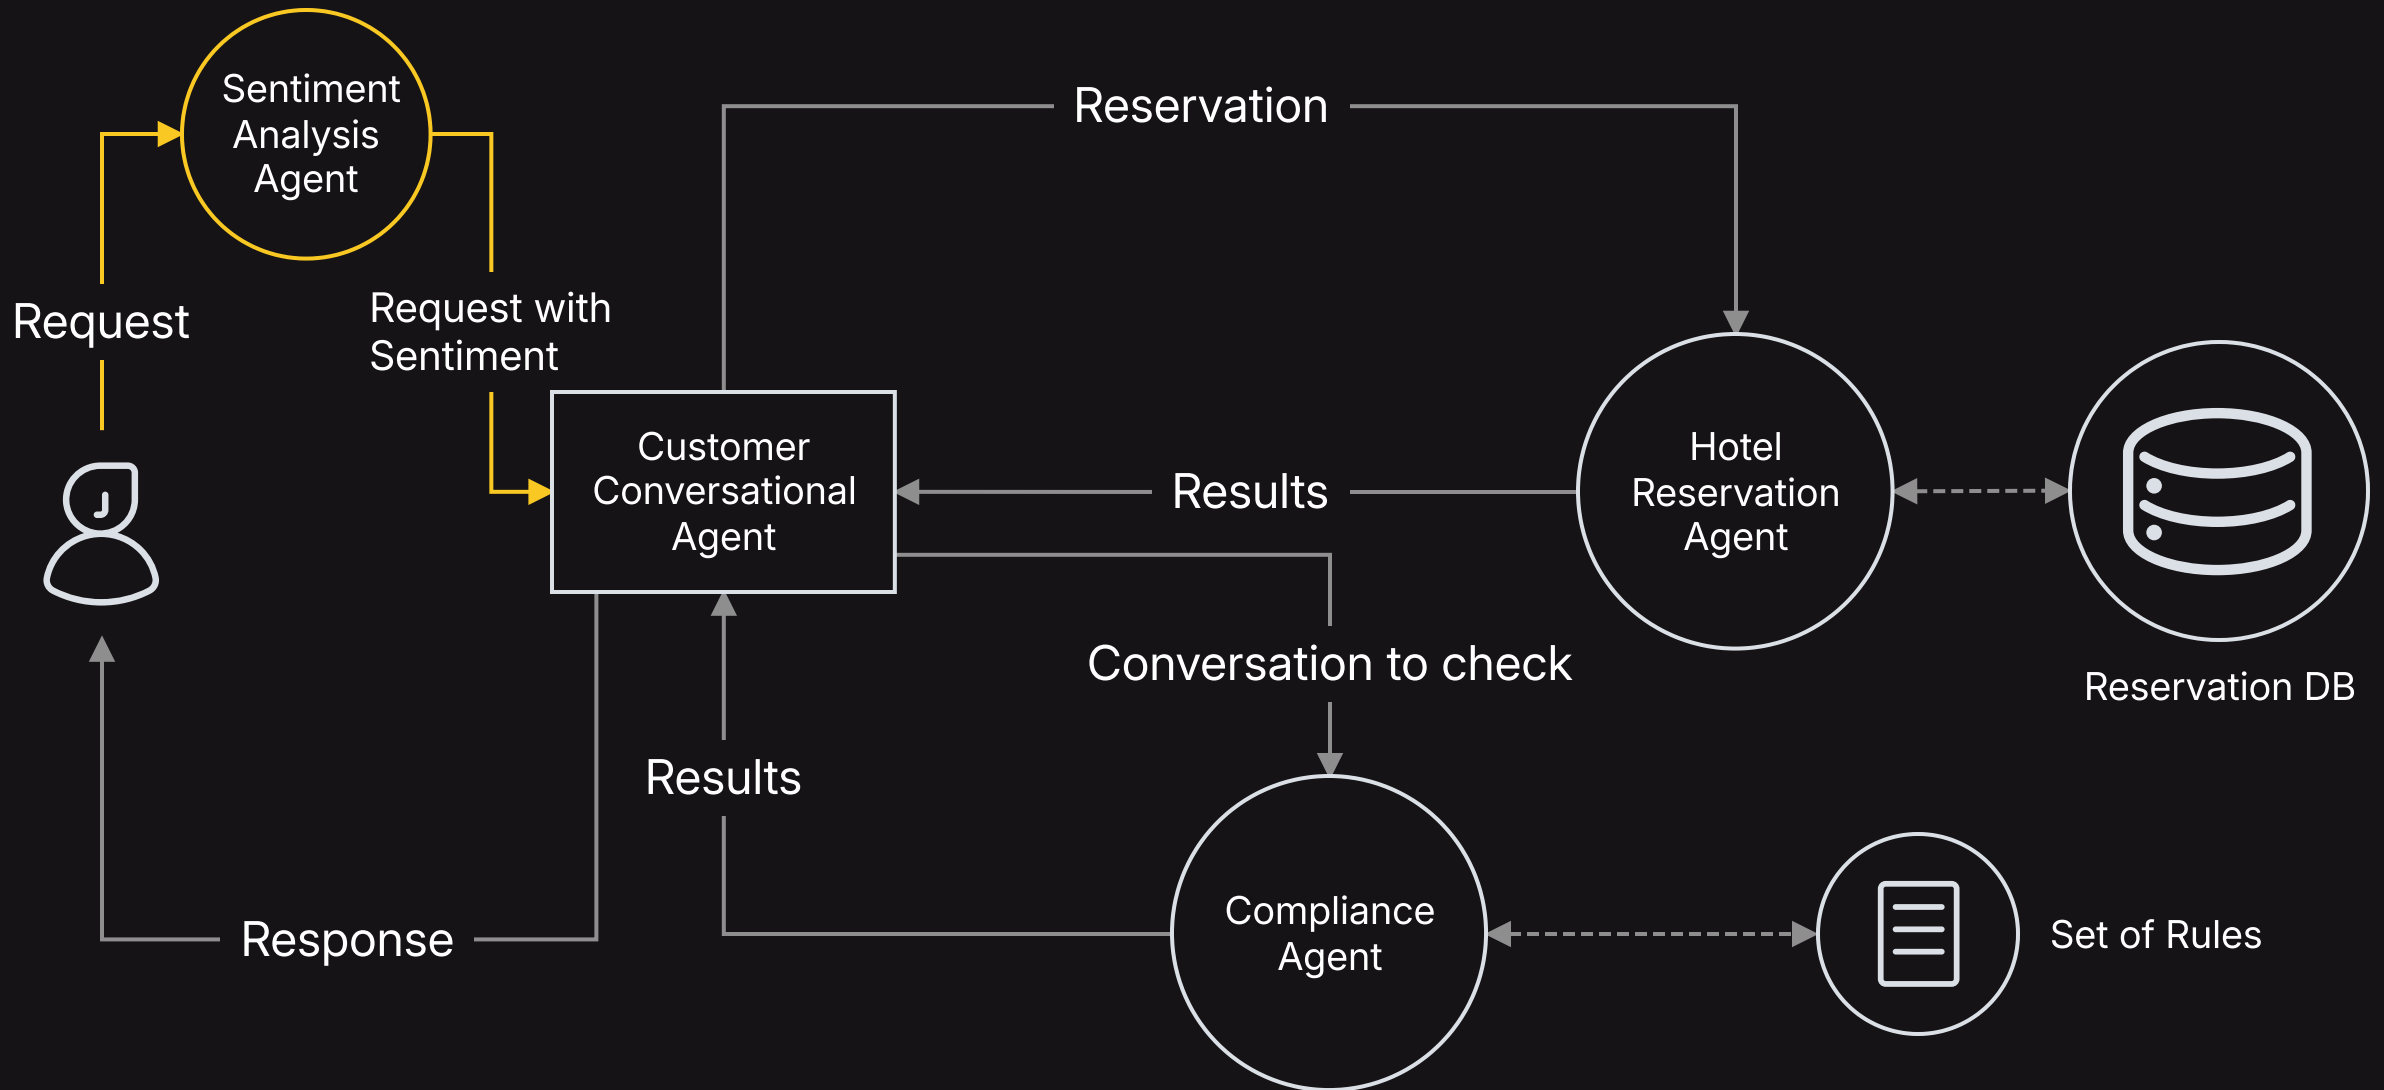 Sentiment
Analysis
Agent
Reservation
Request
Request with
Sentiment
Customer
Conversational
Agent
Results
Hotel
Reservation
Agent
Reservation DB
Conversation to check
Results
Response
Compliance
Agent
Set of Rules